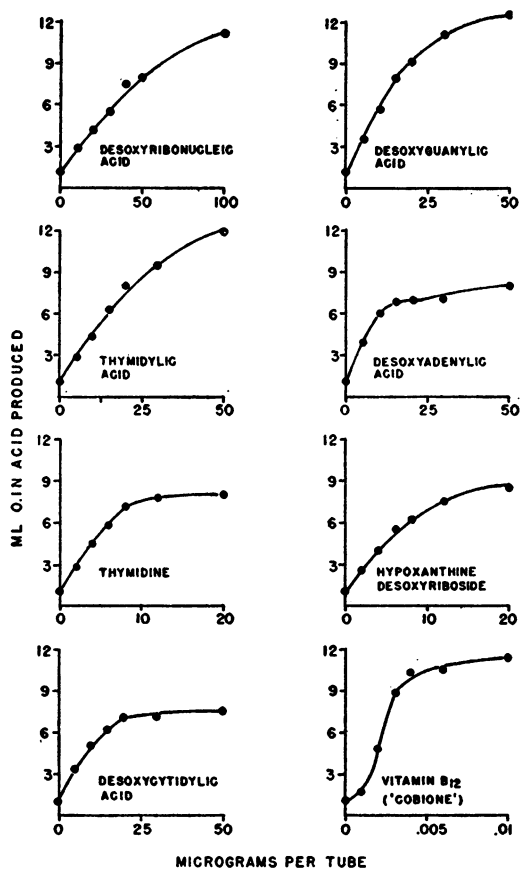 12
9
6
3
DESOXYRIBONUCLEIC
ACID
0 50 100
12
9
6
3
DESOXYGUANYLIC
ACID
0 25 50
12
9
6
3
THYMIDYLIC
ACID
0 25 50
12
9
6
3
DESOXYADENYLIC
ACID
0 25 50
12
9
6
3
THYMIDINE
0 10 20
12
9
6
3
HYPOXANTHINE
DESOXYRIBOSIDE
0 10 20
12
9
6
3
DESOXYCYTIDYLIC
ACID
0 25 50
12
9
6
3
VITAMIN B12
('COBIONE')
0 .005 .01
ML 0.1N ACID PRODUCED
MICROGRAMS PER TUBE